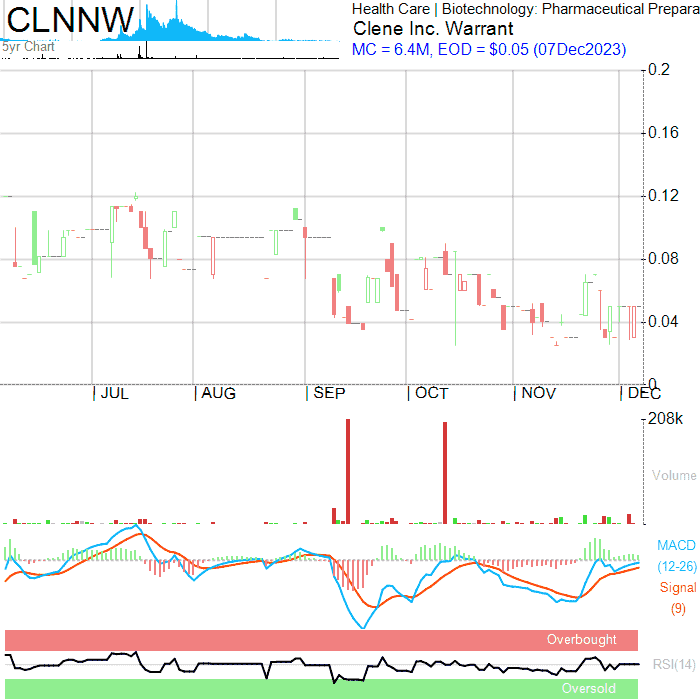 CLNNW
5yr Chart
Health Care | Biotechnology: Pharmaceutical Prepara
Clene Inc. Warrant
MC = 6.4M, EOD = $0.05 (07Dec2023)
0.2
0.16
0.12
0.08
0.04
0
JUL AUG SEP OCT NOV DEC
208k
Volume
MACD
(12-26)
Signal
(9)
Overbought
RSI(14)
Oversold